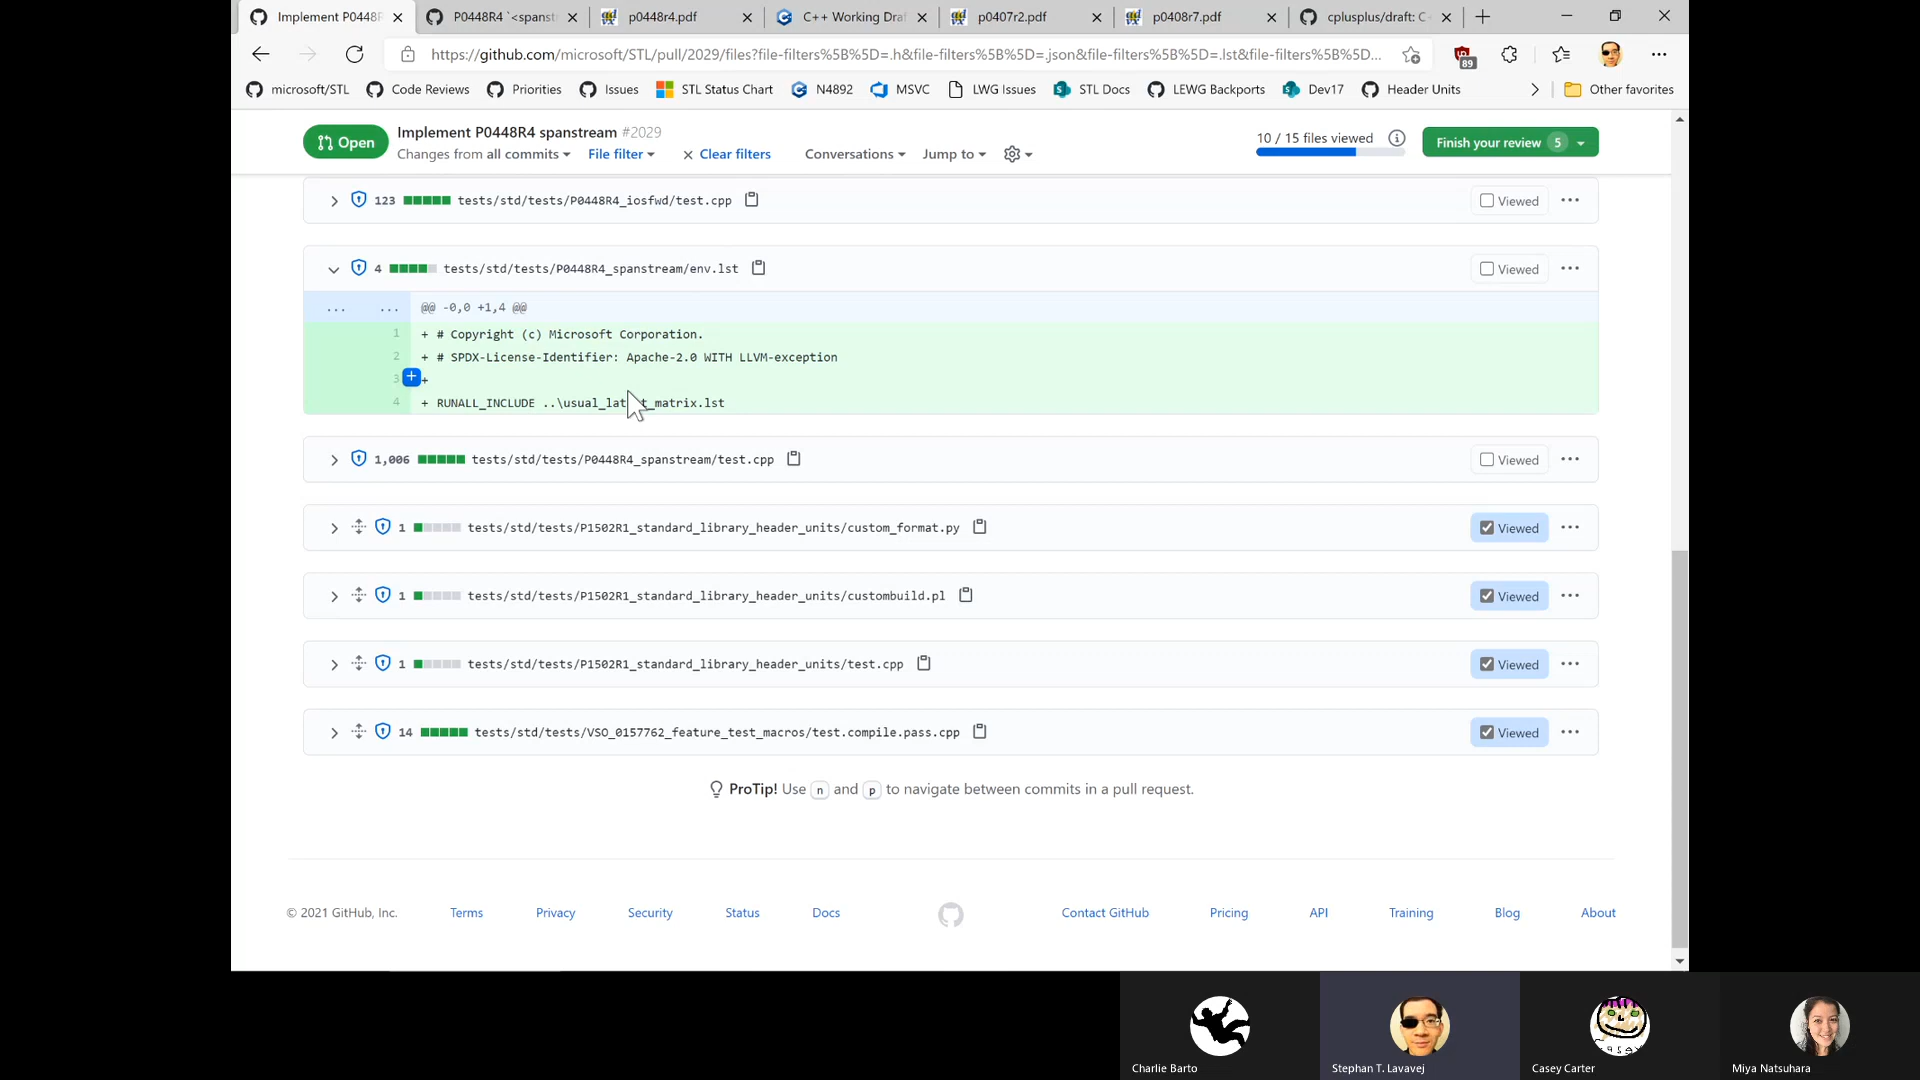 Implement P0448R
P0448R4 `<spanst
p0448r4.pdf
C++ Working Dra
p0407r2.pdf
p0408r7.pdf
cplusplus/draft: C
https://github.com/microsoft/STL/pull/2029/files?file-filters%5B%5D=.h&file-filters%5B%5D=.json&file-filters%5B%5D=.lst&file-filters%5B%5D...
89
microsoft/STL
Code Reviews
Priorities
Issues
STL Status Chart
N4892
MSVC
LWG Issues
STL Docs
LEWG Backports
Dev17
Header Units
Other favorites
Open
Implement P0448R4 spanstream #2029
Changes from all commits
File filter
Clear filters
Conversations
Jump to
10 / 15 files viewed
Finish your review 5
123 tests/std/tests/P0448R4_iosfwd/test.cpp
Viewed
4 tests/std/tests/P0448R4_spanstream/env.lst
Viewed
... ... @@ -0,0 +1,4 @@
1 + # Copyright (c) Microsoft Corporation.
2 + # SPDX-License-Identifier: Apache-2.0 WITH LLVM-exception
3 +
4 + RUNALL_INCLUDE ..\usual_latest_matrix.lst
1,006 tests/std/tests/P0448R4_spanstream/test.cpp
Viewed
1 tests/std/tests/P1502R1_standard_library_header_units/custom_format.py
Viewed
1 tests/std/tests/P1502R1_standard_library_header_units/custombuild.pl
Viewed
1 tests/std/tests/P1502R1_standard_library_header_units/test.cpp
Viewed
14 tests/std/tests/VSO_0157762_feature_test_macros/test.compile.pass.cpp
Viewed
ProTip! Use n and p to navigate between commits in a pull request.
© 2021 GitHub, Inc.
Terms
Privacy
Security
Status
Docs
Contact GitHub
Pricing
API
Training
Blog
About
Charlie Barto
Stephan T. Lavavej
Casey Carter
Miya Natsuhara